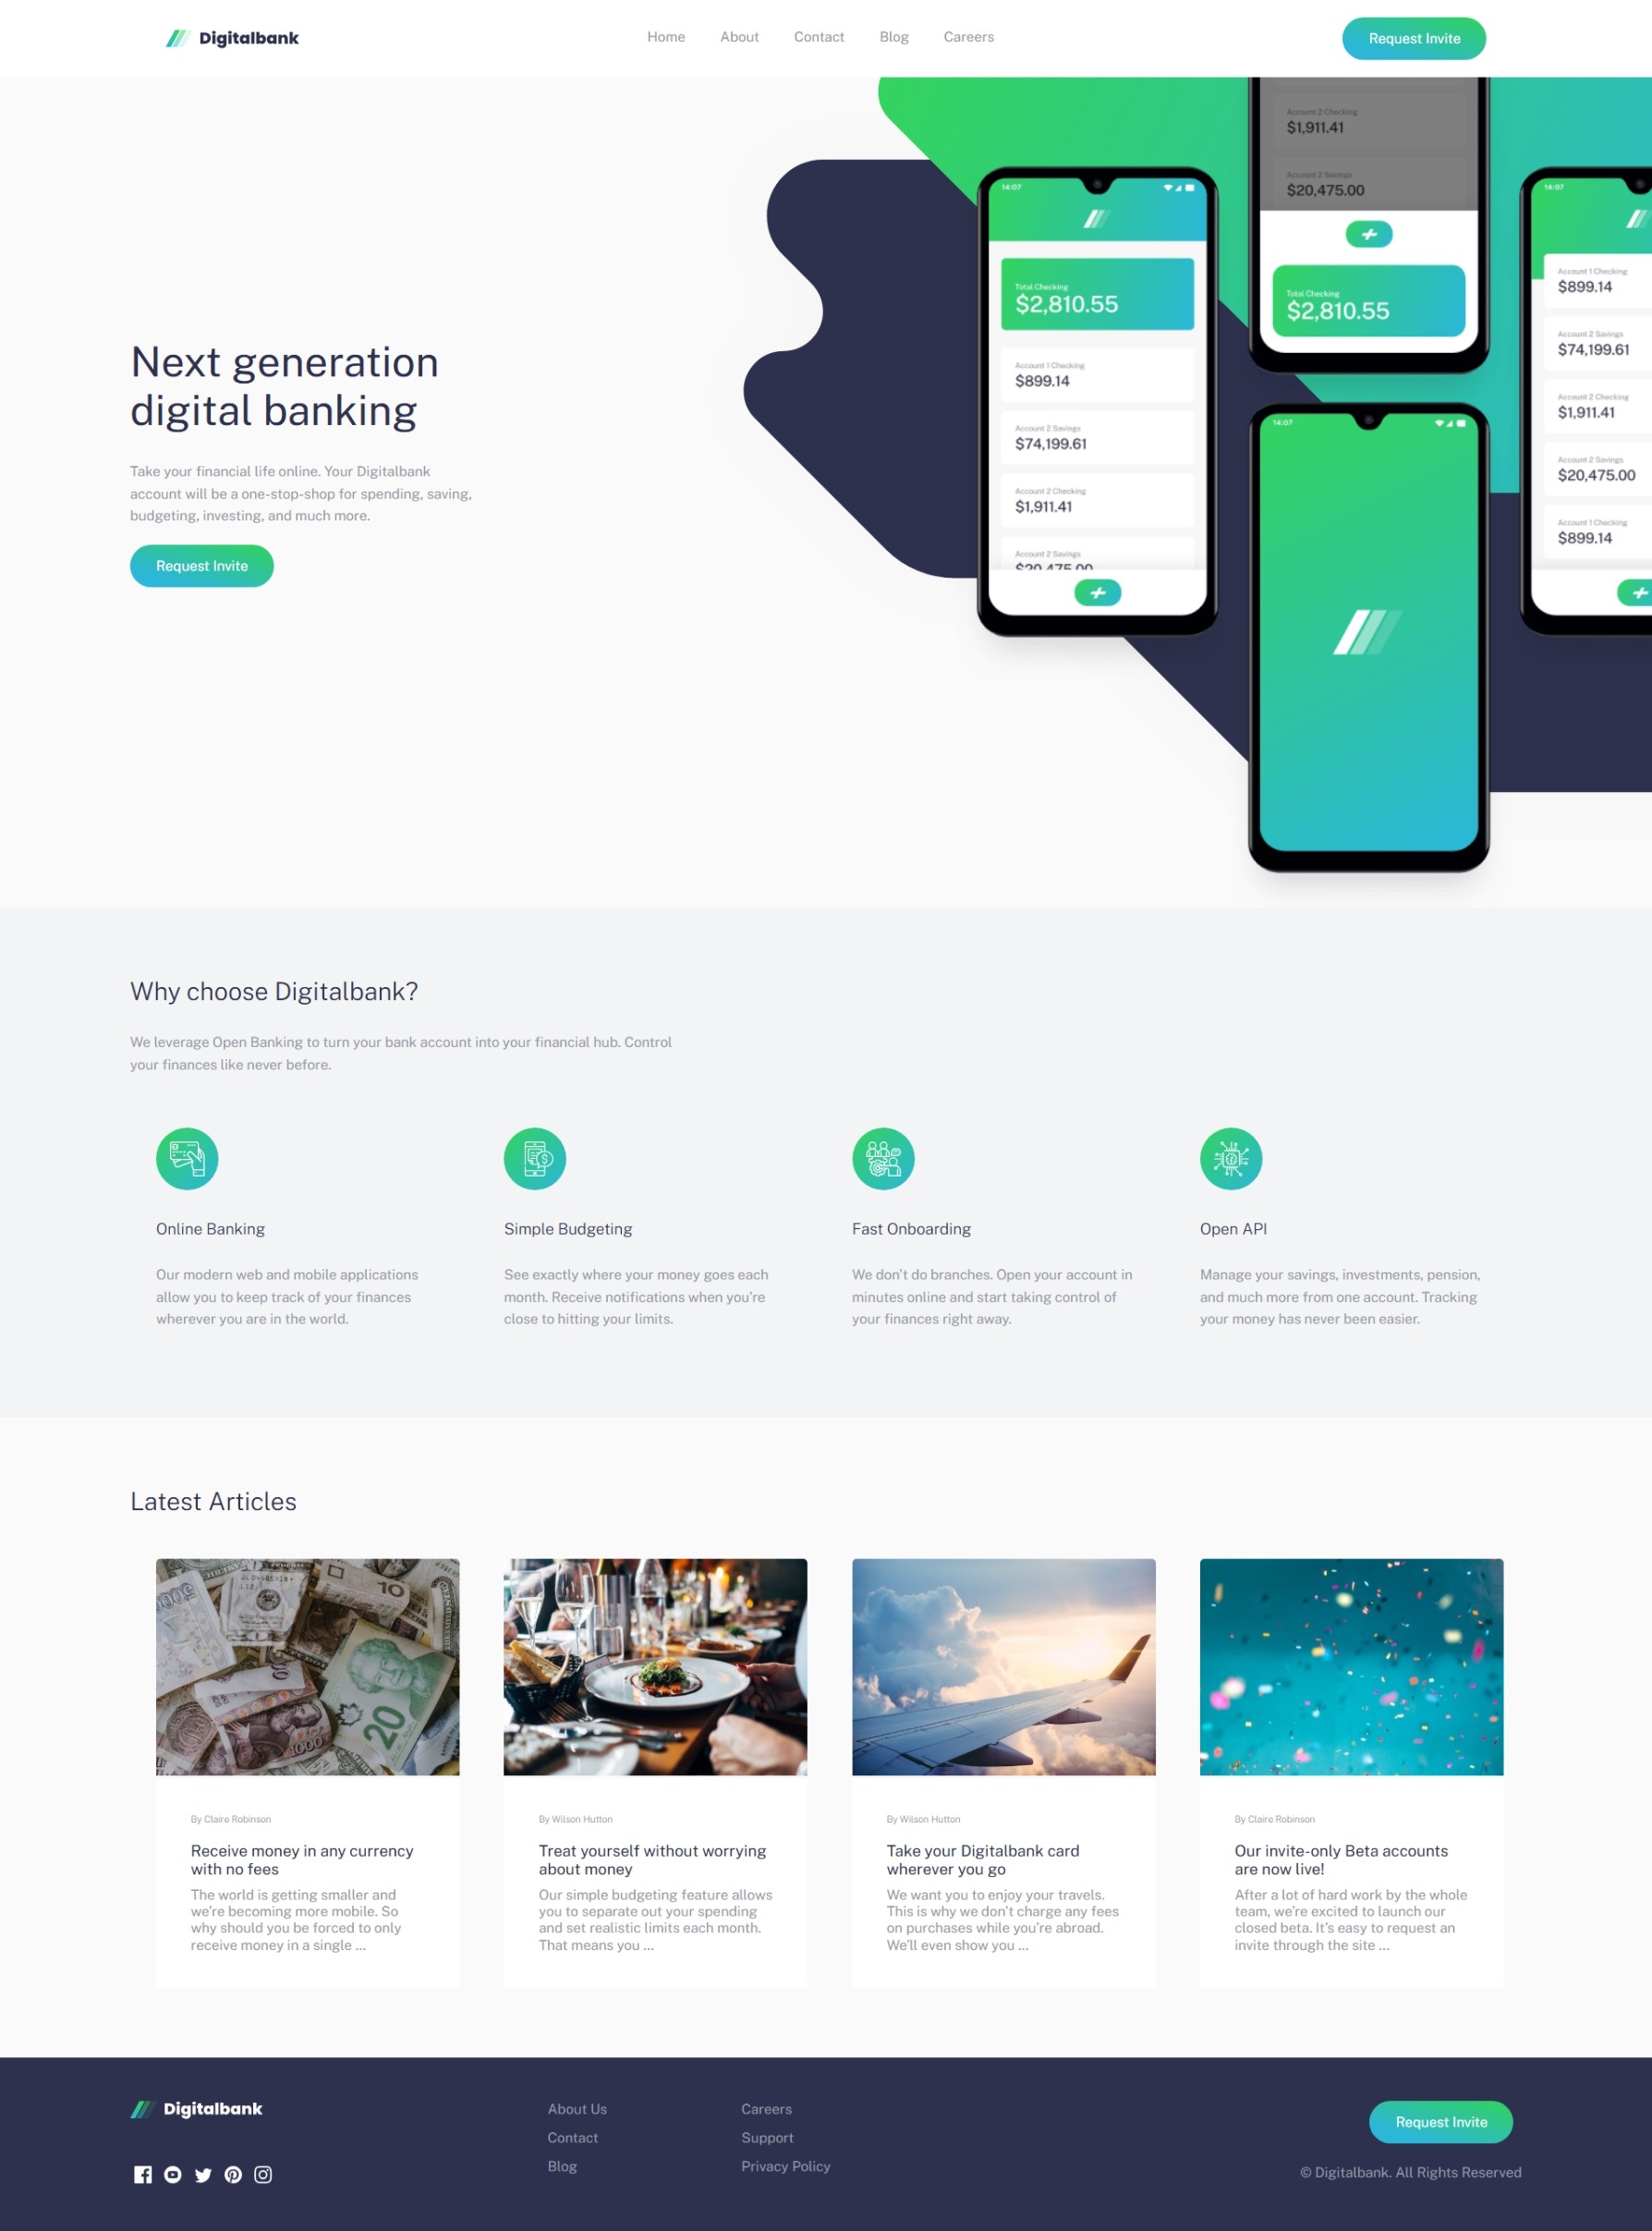 Digitalbank
Home About Contact Blog Careers
Request Invite
Next generation
digital banking
Take your financial life online. Your Digitalbank
account will be a one-stop-shop for spending, saving,
budgeting, investing, and much more.
Request Invite
14:07
Total Checking
$2,810.55
Account 1 Checking
$899.14
Account 2 Savings
$74,199.61
Account 2 Checking
$1,911.41
Account 2 Savings
$20,475.00
Account 2 Checking
$1,911.41
Account 2 Savings
$20,475.00
Total Checking
$2,810.55
14:07
14:07
Account 1 Checking
$899.14
Account 2 Savings
$74,199.61
Account 2 Checking
$1,911.41
Account 2 Savings
$20,475.00
Account 1 Checking
$899.14
Why choose Digitalbank?
We leverage Open Banking to turn your bank account into your financial hub. Control
your finances like never before.
Online Banking
Our modern web and mobile applications
allow you to keep track of your finances
wherever you are in the world.
Simple Budgeting
See exactly where your money goes each
month. Receive notifications when you're
close to hitting your limits.
Fast Onboarding
We don't do branches. Open your account in
minutes online and start taking control of
your finances right away.
Open API
Manage your savings, investments, pension,
and much more from one account. Tracking
your money has never been easier.
Latest Articles
10
20
1000
By Claire Robinson
Receive money in any currency
with no fees
The world is getting smaller and
we're becoming more mobile. So
why should you be forced to only
receive money in a single ...
By Wilson Hutton
Treat yourself without worrying
about money
Our simple budgeting feature allows
you to separate out your spending
and set realistic limits each month.
That means you ...
By Wilson Hutton
Take your Digitalbank card
wherever you go
We want you to enjoy your travels.
This is why we don't charge any fees
on purchases while you're abroad.
We'll even show you ...
By Claire Robinson
Our invite-only Beta accounts
are now live!
After a lot of hard work by the whole
team, we're excited to launch our
closed beta. It's easy to request an
invite through the site ...
Digitalbank
About Us
Contact
Blog
Careers
Support
Privacy Policy
Request Invite
© Digitalbank. All Rights Reserved